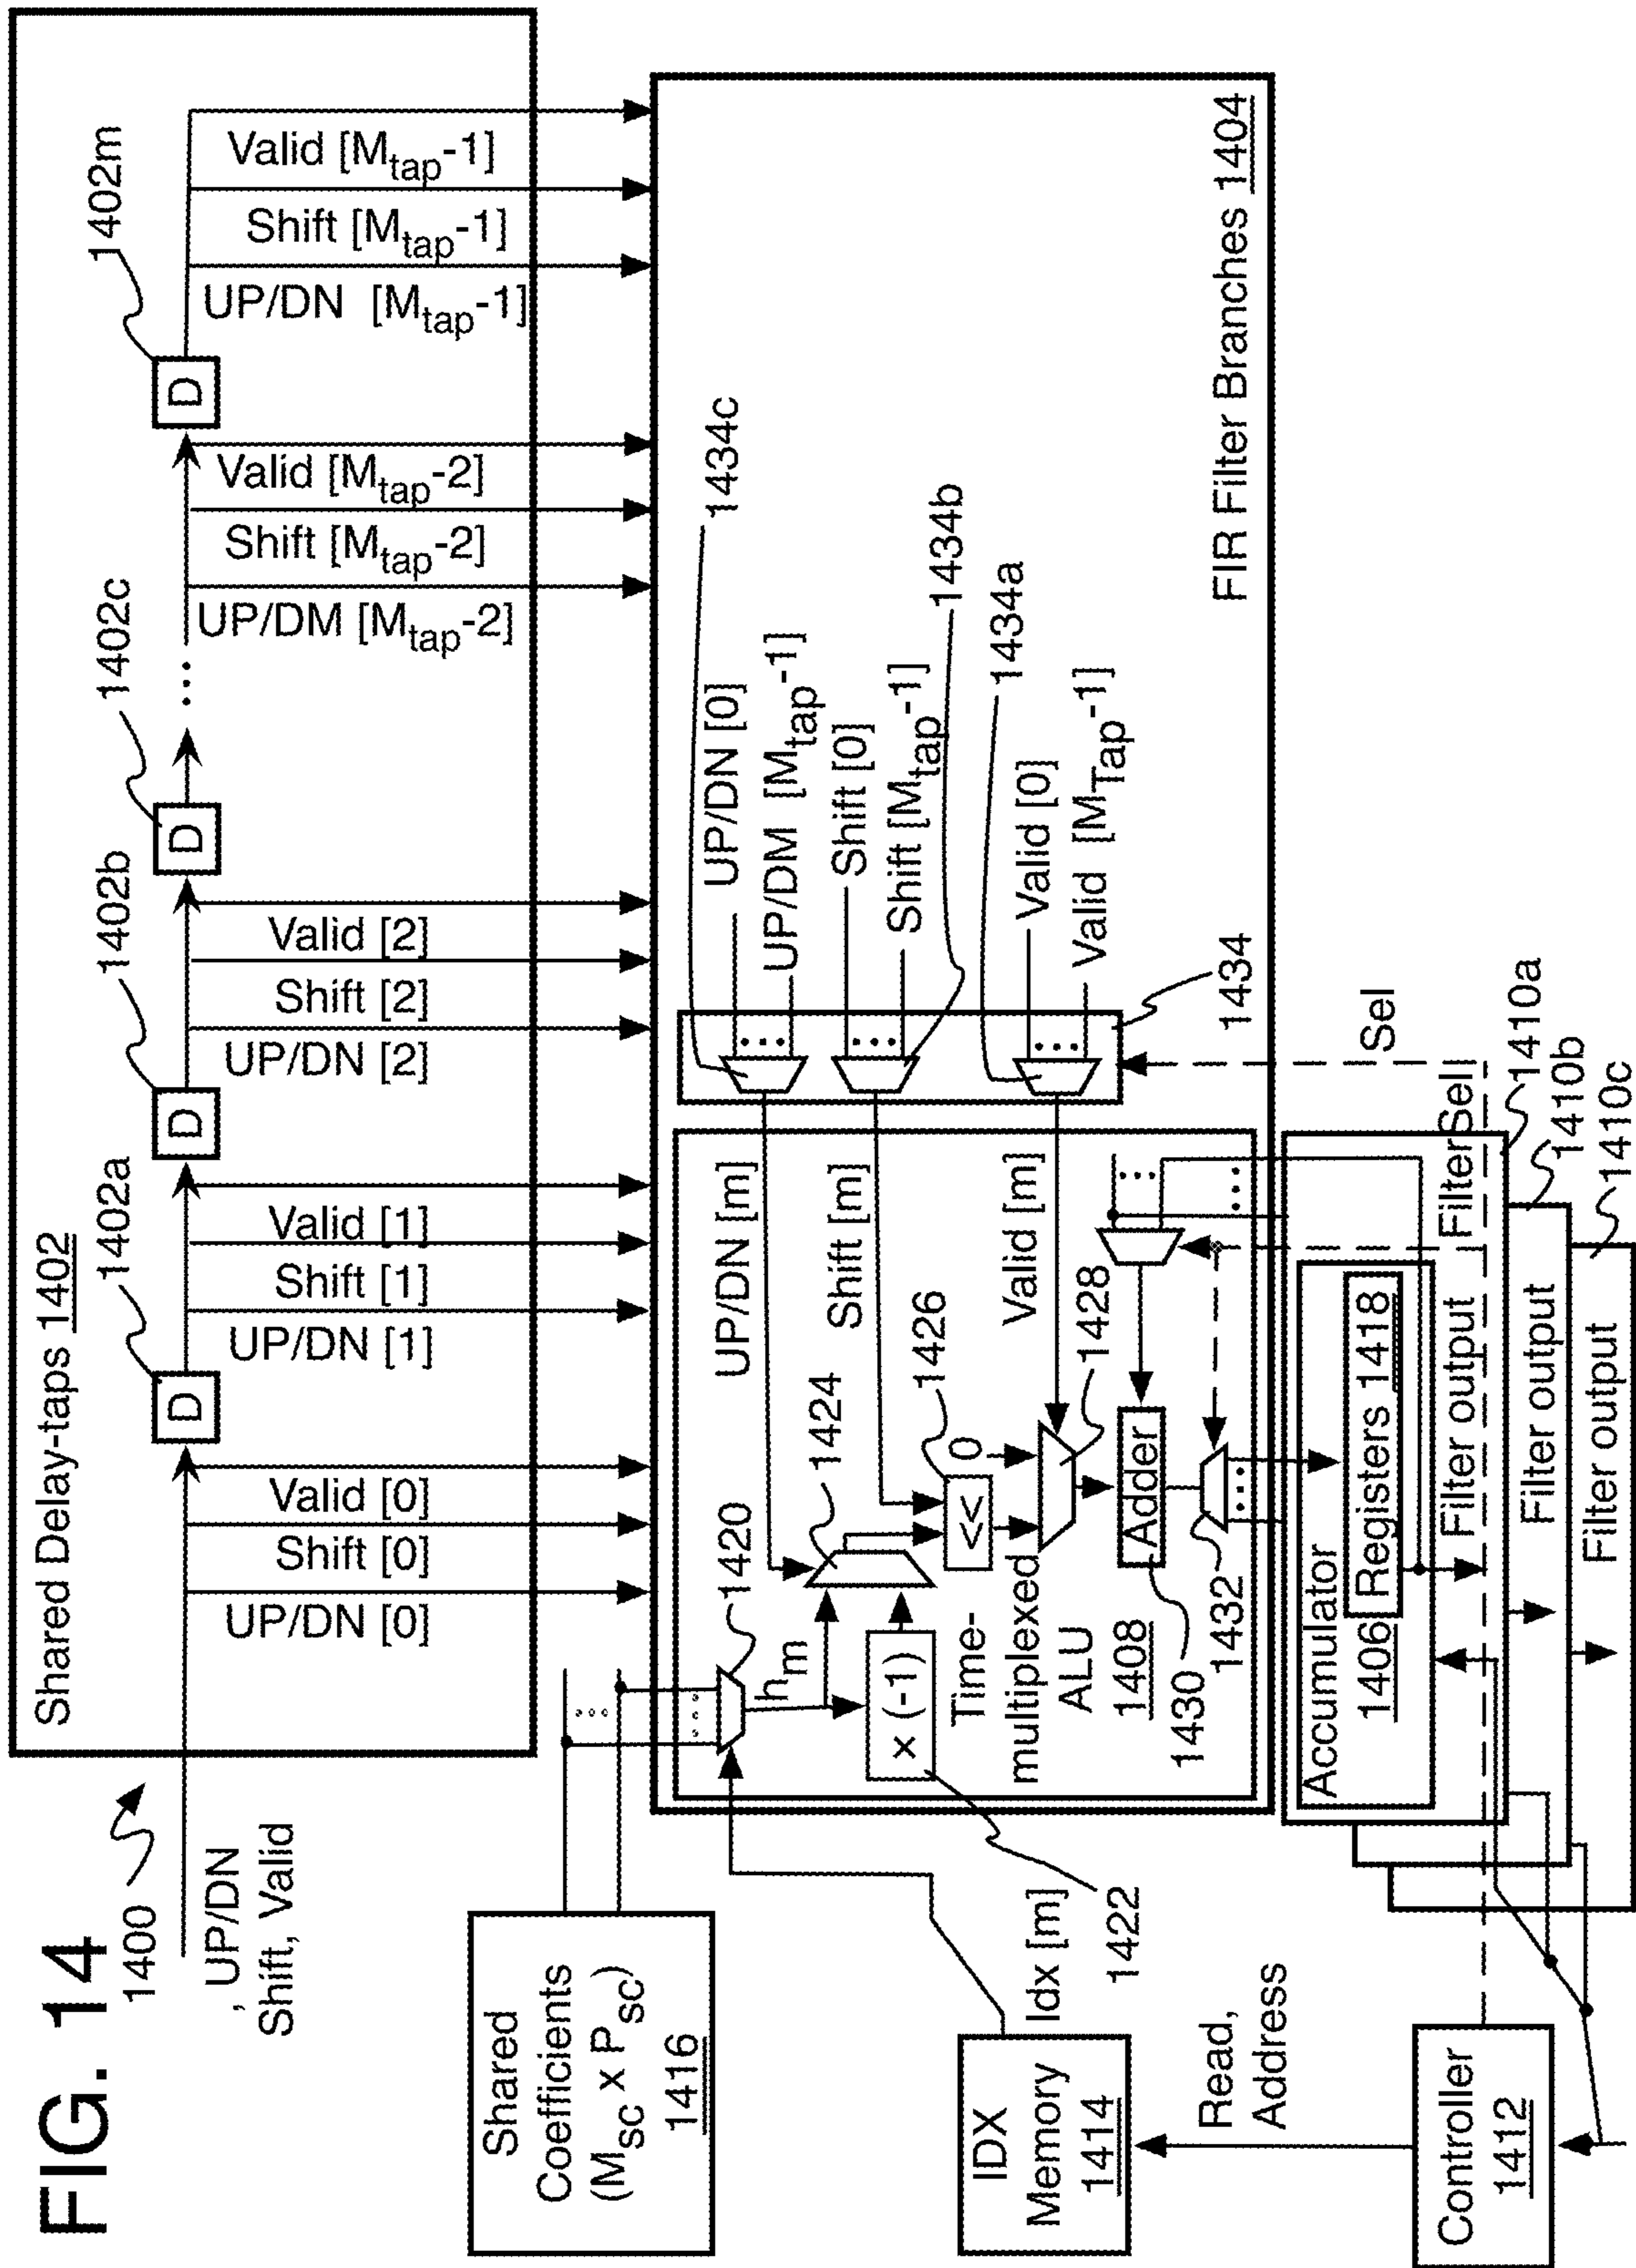 FIG. 14
1400
, UP/DN
Shift, Valid
Shared Delay-taps 1402
1402a
1402b
1402c
1402m
D
D
D
...
D
UP/DN [0]
Shift [0]
Valid [0]
UP/DN [1]
Shift [1]
Valid [1]
UP/DN [2]
Shift [2]
Valid [2]
UP/DM [Mtap-2]
Shift [Mtap-2]
Valid [Mtap-2]
UP/DN [Mtap-1]
Shift [Mtap-1]
Valid [Mtap-1]
Shared
Coefficients
(Msc x Psc)
1416
1420
hm
× (-1)
1422
1424
UP/DN [m]
Shift [m]
<<
1426
0
Valid [m]
1428
Time-
multiplexed
ALU
1408
Adder
1430
1432
1434c
UP/DN [0]
UP/DM [Mtap-1]
1434b
Shift [0]
Shift [Mtap-1]
1434a
Valid [0]
Valid [MTap-1]
1434
FIR Filter Branches 1404
Sel
IDX
Memory
1414
Idx [m]
Read,
Address
Controller
1412
Accumulator
1406
Registers 1418
FilterSel
Filter output
1410a
Filter output
1410b
Filter output
1410c